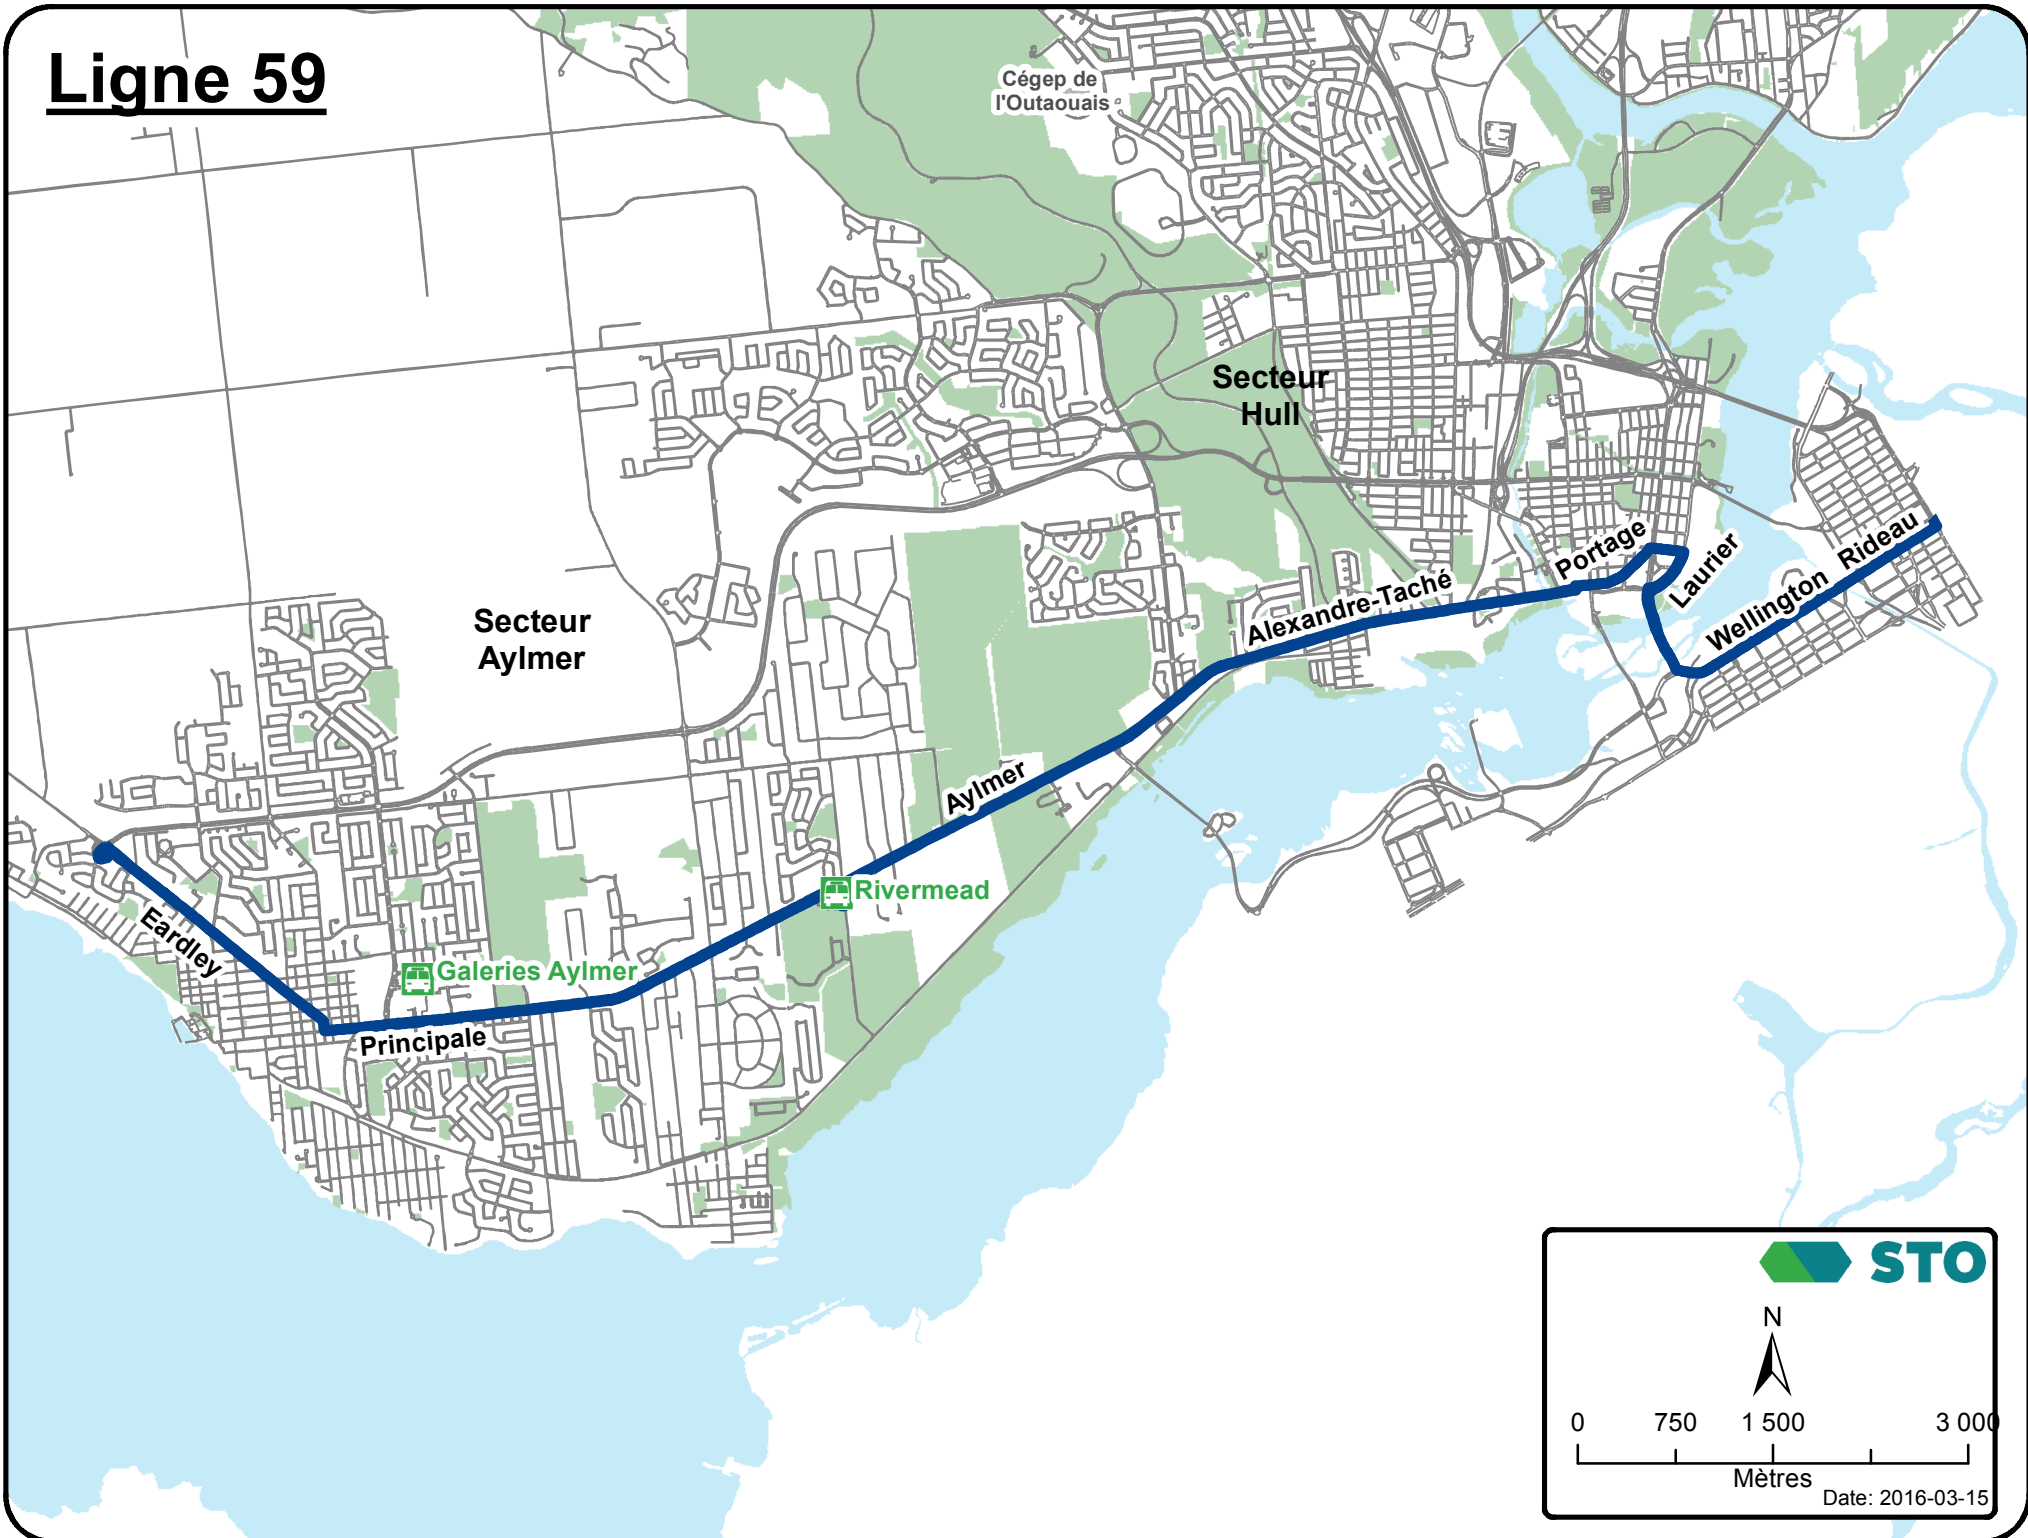 Ligne 59
Cégep de
l'Outaouais
Secteur
Hull
Secteur
Aylmer
Portage
Laurier
Rideau
Wellington
Alexandre-Taché
Aylmer
Rivermead
Galeries Aylmer
Eardley
Principale
STO
N
0 750 1 500 3 000
Mètres
Date: 2016-03-15